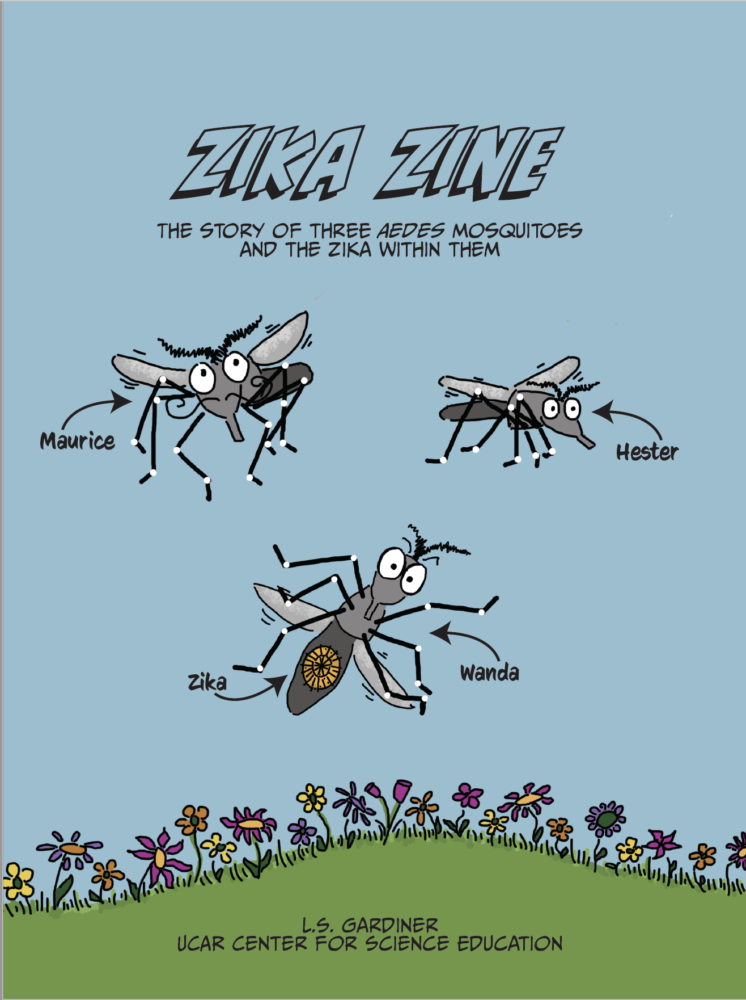 ZIKA ZINE
THE STORY OF THREE AEDES MOSQUITOES
AND THE ZIKA WITHIN THEM
Maurice
Hester
Zika
Wanda
L.S. GARDINER
UCAR CENTER FOR SCIENCE EDUCATION